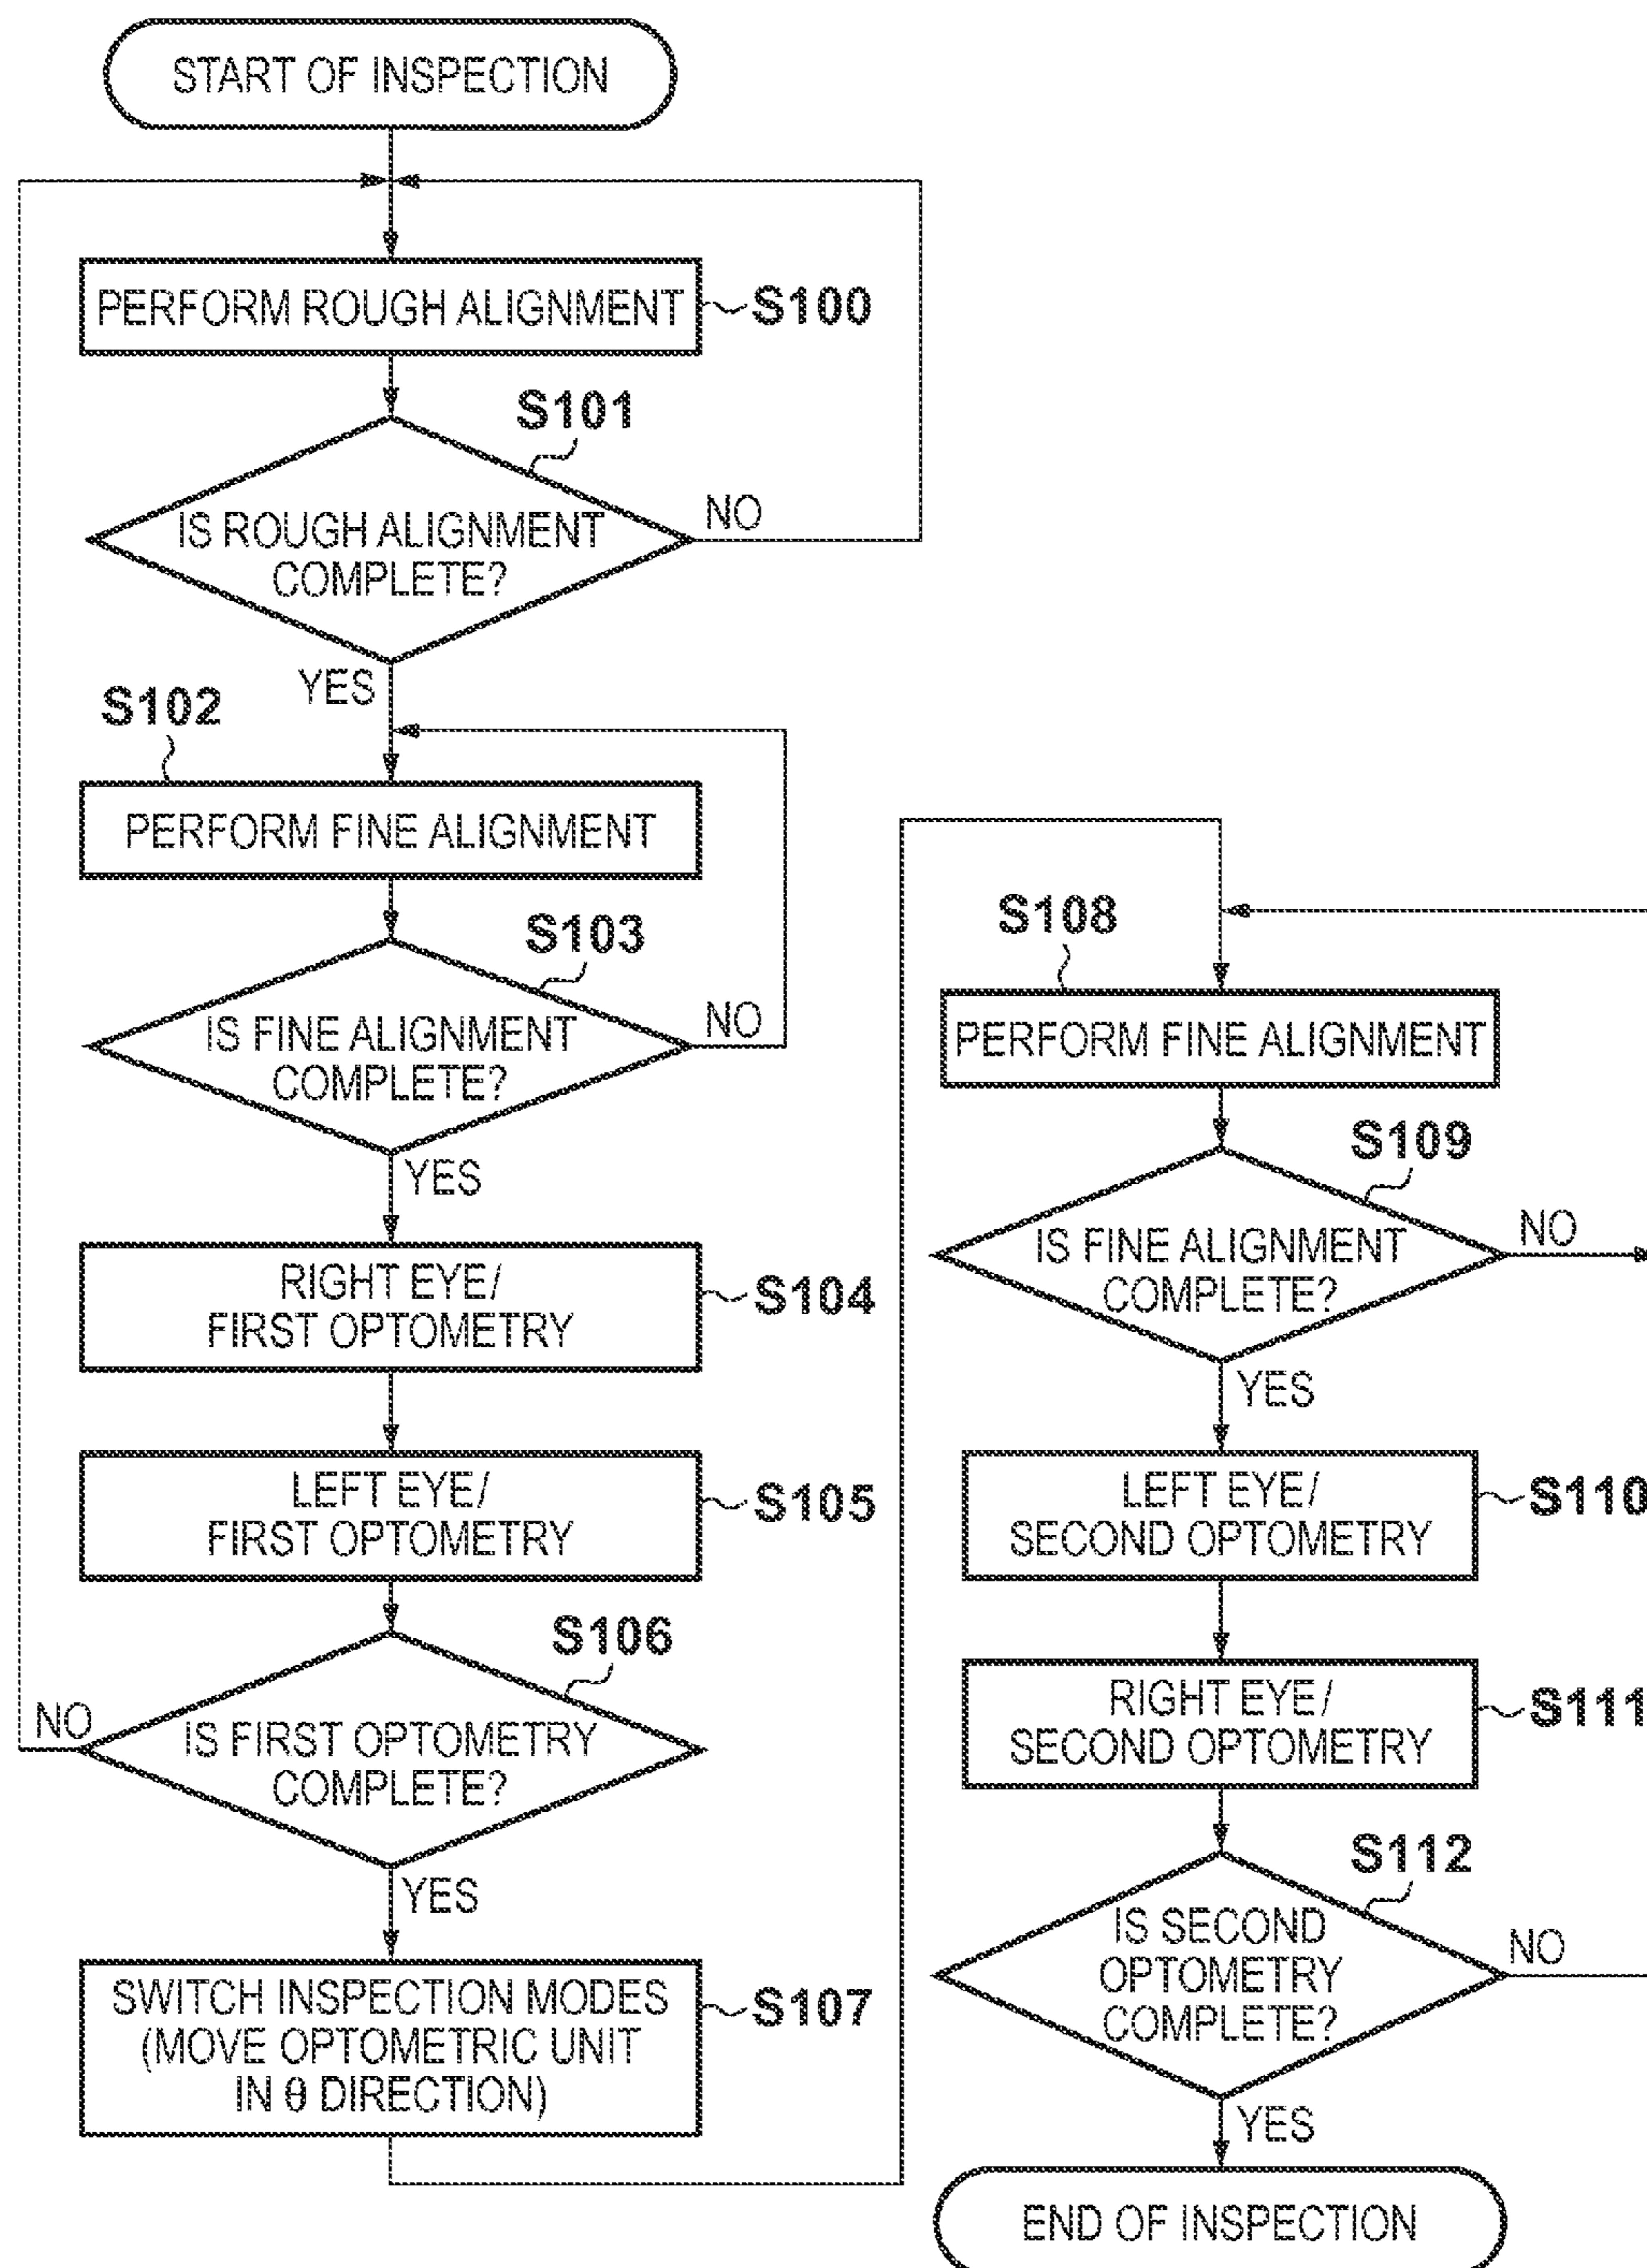 START OF INSPECTION
PERFORM ROUGH ALIGNMENT
S100
S101
IS ROUGH ALIGNMENT
COMPLETE?
NO
YES
S102
PERFORM FINE ALIGNMENT
S103
IS FINE ALIGNMENT
COMPLETE?
NO
YES
RIGHT EYE/
FIRST OPTOMETRY
S104
LEFT EYE/
FIRST OPTOMETRY
S105
S106
IS FIRST OPTOMETRY
COMPLETE?
NO
YES
SWITCH INSPECTION MODES
(MOVE OPTOMETRIC UNIT
IN θ DIRECTION)
S107
S108
PERFORM FINE ALIGNMENT
S109
IS FINE ALIGNMENT
COMPLETE?
NO
YES
LEFT EYE/
SECOND OPTOMETRY
S110
RIGHT EYE/
SECOND OPTOMETRY
S111
S112
IS SECOND
OPTOMETRY
COMPLETE?
NO
YES
END OF INSPECTION